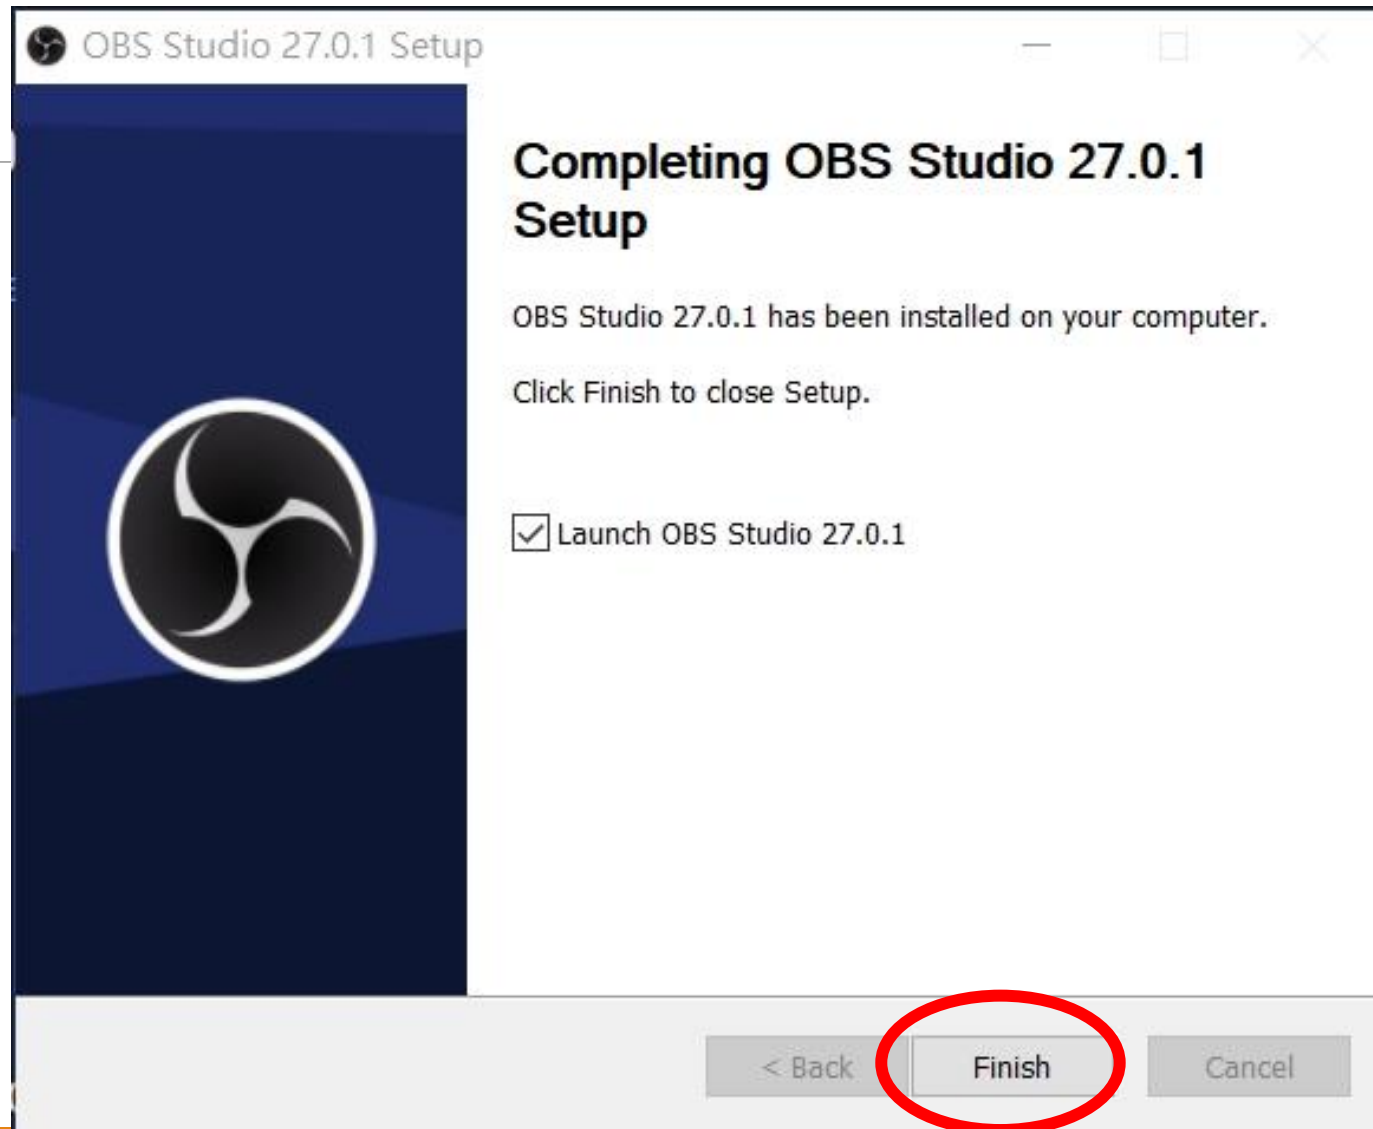 OBS Studio 27.0.1 Setup
Completing OBS Studio 27.0.1
Setup
OBS Studio 27.0.1 has been installed on your computer.
Click Finish to close Setup.
Launch OBS Studio 27.0.1
< Back
Finish
Cancel